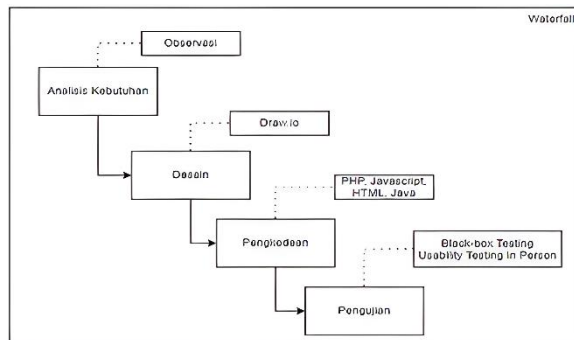 Waterfall
Observasi
Analisis Kebutuhan
Draw.io
Desain
PHP, Javascript,
HTML, Java
Pengkodean
Black-box Testing
Usability Testing In Person
Pengujian